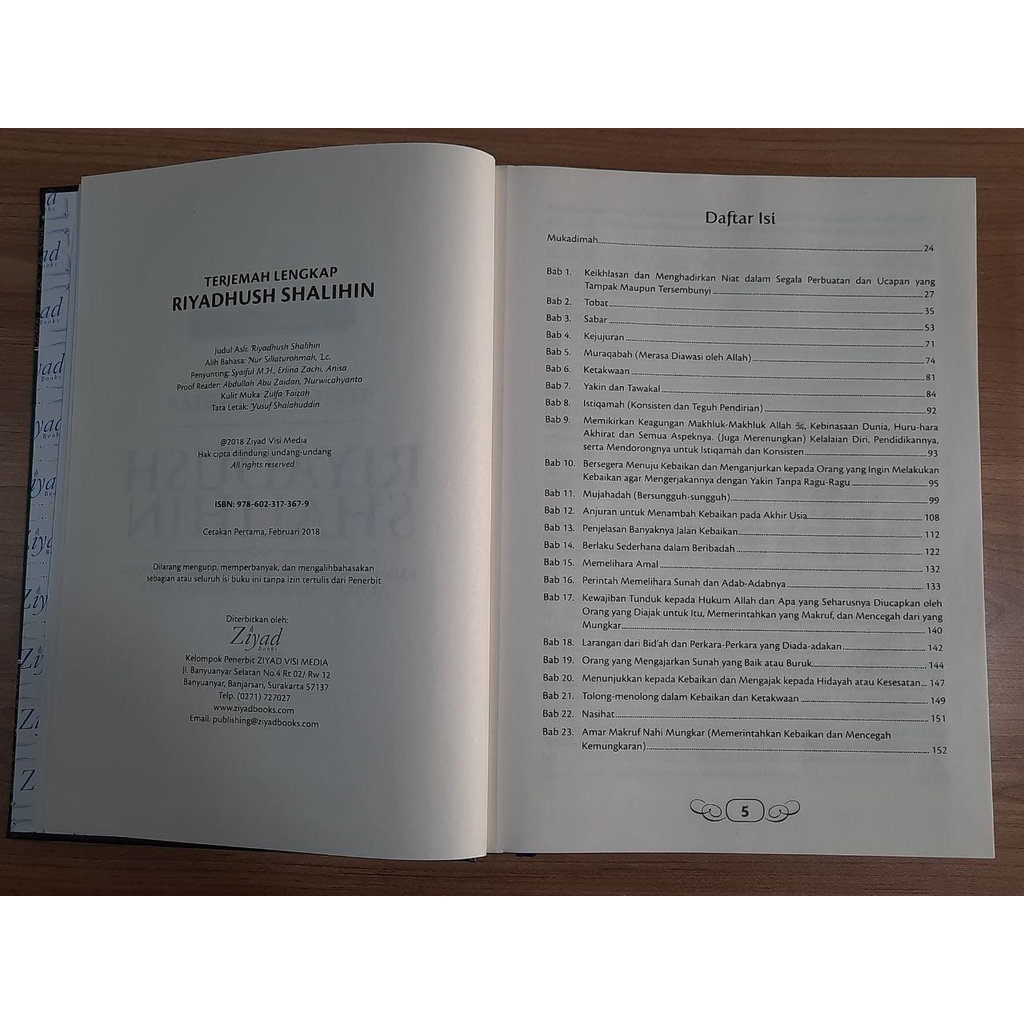 TERJEMAH LENGKAP
RIYADHUSH SHALIHIN
Judul Asli: Riyadhush Shalihin
Alih Bahasa: Nur Sillaturohmah, Lc.
Penyunting: Syaiful M.H, Erlina Zachi, Anisa
Proof Reader: Abdullah Abu Zaidan, Nurwicahyanta
Kulit Muka: Zulfa Faizah
Tata Letak: Yusuf Shalahuddin
@2018 Ziyad Visi Media
Hak cipta dilindungi undang-undang
All rights reserved
ISBN: 978-602-317-367-9
Cetakan Pertama, Februari 2018
Dilarang mengutip, memperbanyak, dan mengalihbahasakan
sebagian atau seluruh isi buku ini tanpa izin tertulis dari Penerbit
Diterbitkan oleh:
Ziyad
Books
Kelompok Penerbit ZIYAD VISI MEDIA
Jl. Banyuanyar Selatan No.4 Rt 02/ Rw 12
Banyuanyar, Banjarsari, Surakarta 57137
Telp. (0271) 727027
www.ziyadbooks.com
Email: publishing@ziyadbooks.com
Daftar Isi
Mukadimah 24
Bab 1. Keikhlasan dan Menghadirkan Niat dalam Segala Perbuatan dan Ucapan yang
Tampak Maupun Tersembunyi 27
Bab 2. Tobat 35
Bab 3. Sabar 53
Bab 4. Kejujuran 71
Bab 5. Muraqabah (Merasa Diawasi oleh Allah) 74
Bab 6. Ketakwaan 81
Bab 7. Yakin dan Tawakal 84
Bab 8. Istiqamah (Konsisten dan Teguh Pendirian) 92
Bab 9. Memikirkan Keagungan Makhluk-Makhluk Allah ﷻ, Kebinasaan Dunia, Huru-hara
Akhirat dan Semua Aspeknya. (Juga Merenungkan) Kelalaian Diri, Pendidikannya,
serta Mendorongnya untuk Istiqamah dan Konsisten 93
Bab 10. Bersegera Menuju Kebaikan dan Menganjurkan kepada Orang yang Ingin Melakukan
Kebaikan agar Mengerjakannya dengan Yakin Tanpa Ragu-Ragu 95
Bab 11. Mujahadah (Bersungguh-sungguh) 99
Bab 12. Anjuran untuk Menambah Kebaikan pada Akhir Usia 108
Bab 13. Penjelasan Banyaknya Jalan Kebaikan 112
Bab 14. Berlaku Sederhana dalam Beribadah 122
Bab 15. Memelihara Amal 132
Bab 16. Perintah Memelihara Sunah dan Adab-Adabnya 133
Bab 17. Kewajiban Tunduk kepada Hukum Allah dan Apa yang Seharusnya Diucapkan oleh
Orang yang Diajak untuk Itu, Memerintahkan yang Makruf, dan Mencegah dari yang
Mungkar 140
Bab 18. Larangan dari Bid'ah dan Perkara-Perkara yang Diada-adakan 142
Bab 19. Orang yang Mengajarkan Sunah yang Baik atau Buruk 144
Bab 20. Menunjukkan kepada Kebaikan dan Mengajak kepada Hidayah atau Kesesatan 147
Bab 21. Tolong-menolong dalam Kebaikan dan Ketakwaan 149
Bab 22. Nasihat 151
Bab 23. Amar Makruf Nahi Mungkar (Memerintahkan Kebaikan dan Mencegah
Kemungkaran) 152
5